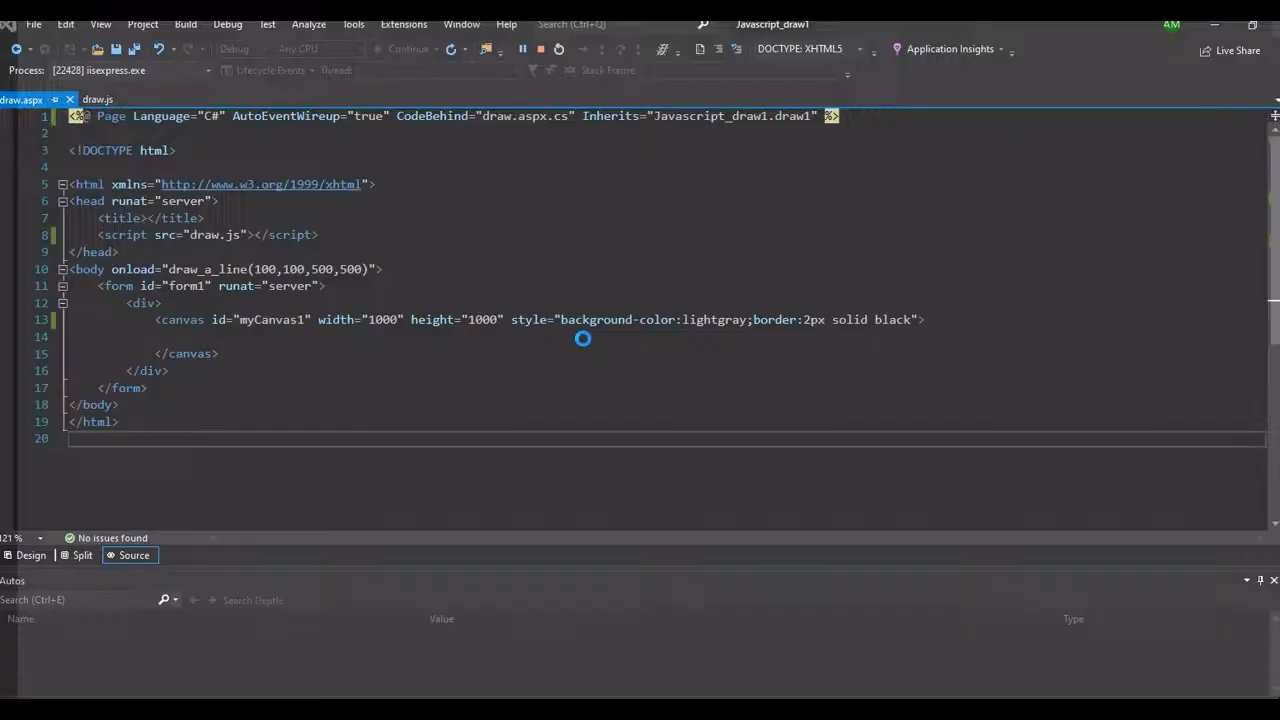 File Edit View Project Build Debug Test Analyze Tools Extensions Window Help Search (Ctrl+Q) Javascript_draw1 AM
Debug Any CPU Continue DOCTYPE: XHTML5 Application Insights Live Share
Process: [22428] iisexpress.exe Lifecycle Events Thread: Stack Frame:
draw.aspx draw.js
1 <%@ Page Language="C#" AutoEventWireup="true" CodeBehind="draw.aspx.cs" Inherits="Javascript_draw1.draw1" %>
2
3 <!DOCTYPE html>
4
5 <html xmlns="http://www.w3.org/1999/xhtml">
6 <head runat="server">
7 <title></title>
8 <script src="draw.js"></script>
9 </head>
10 <body onload="draw_a_line(100,100,500,500)">
11 <form id="form1" runat="server">
12 <div>
13 <canvas id="myCanvas1" width="1000" height="1000" style="background-color:lightgray;border:2px solid black">
14
15 </canvas>
16 </div>
17 </form>
18 </body>
19 </html>
20
121 % No issues found
Design Split Source
Autos
Search (Ctrl+E) Search Depth:
Name Value Type